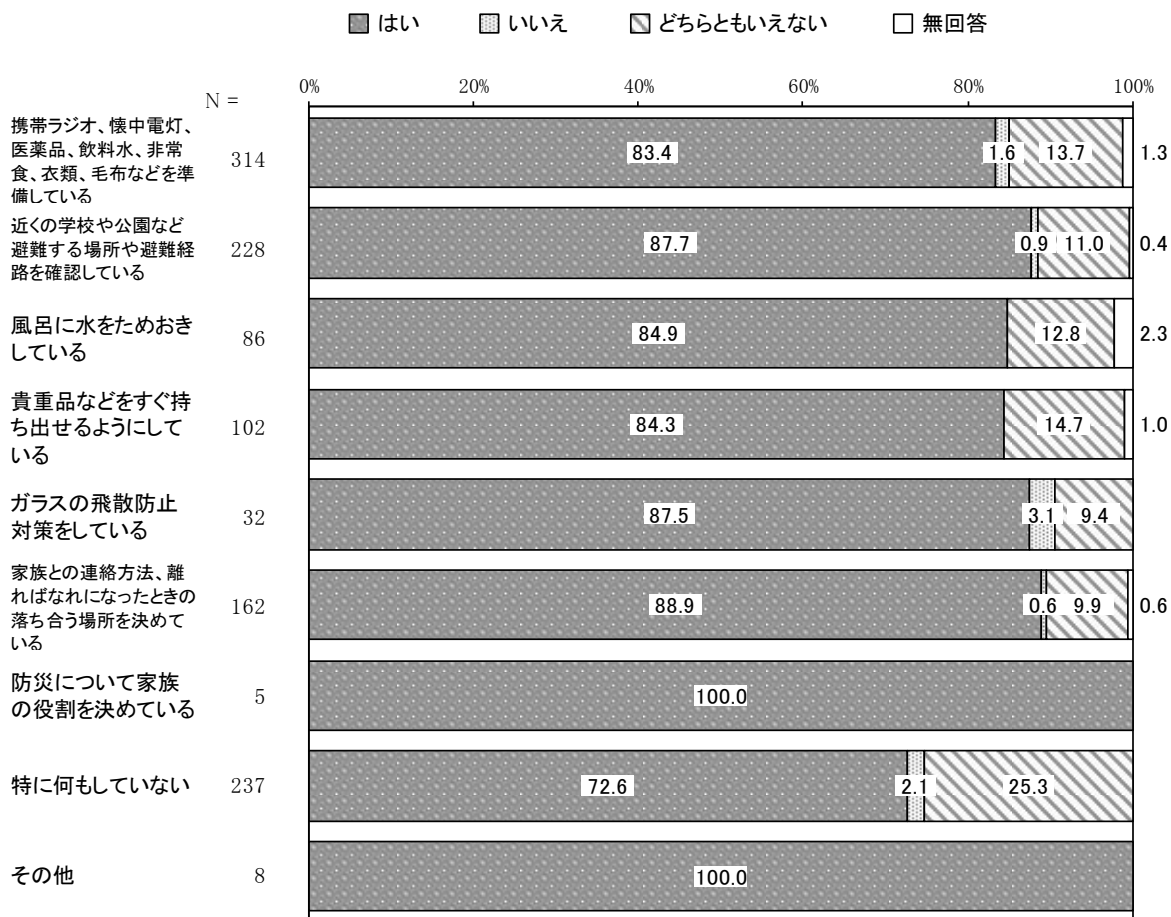 はい いいえ どちらともいえない 無回答
0% 20% 40% 60% 80% 100%
N =
携帯ラジオ、懐中電灯、
医薬品、飲料水、非常
食、衣類、毛布などを準
備している
314 83.4 1.6 13.7 1.3
近くの学校や公園など
避難する場所や避難経
路を確認している
228 87.7 0.9 11.0 0.4
風呂に水をためおき
している
86 84.9 12.8 2.3
貴重品などをすぐ持
ち出せるようにして
いる
102 84.3 14.7 1.0
ガラスの飛散防止
対策をしている
32 87.5 3.1 9.4
家族との連絡方法、離
ればなれになったときの
落ち合う場所を決めて
いる
162 88.9 0.6 9.9 0.6
防災について家族
の役割を決めている
5 100.0
特に何もしていない 237 72.6 2.1 25.3
その他 8 100.0